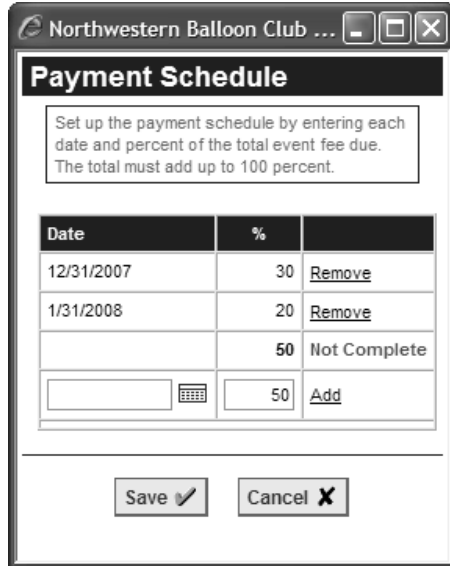 Northwestern Balloon Club ...
Payment Schedule
Set up the payment schedule by entering each
date and percent of the total event fee due.
The total must add up to 100 percent.
Date %
12/31/2007 30 Remove
1/31/2008 20 Remove
50 Not Complete
50 Add
Save Cancel